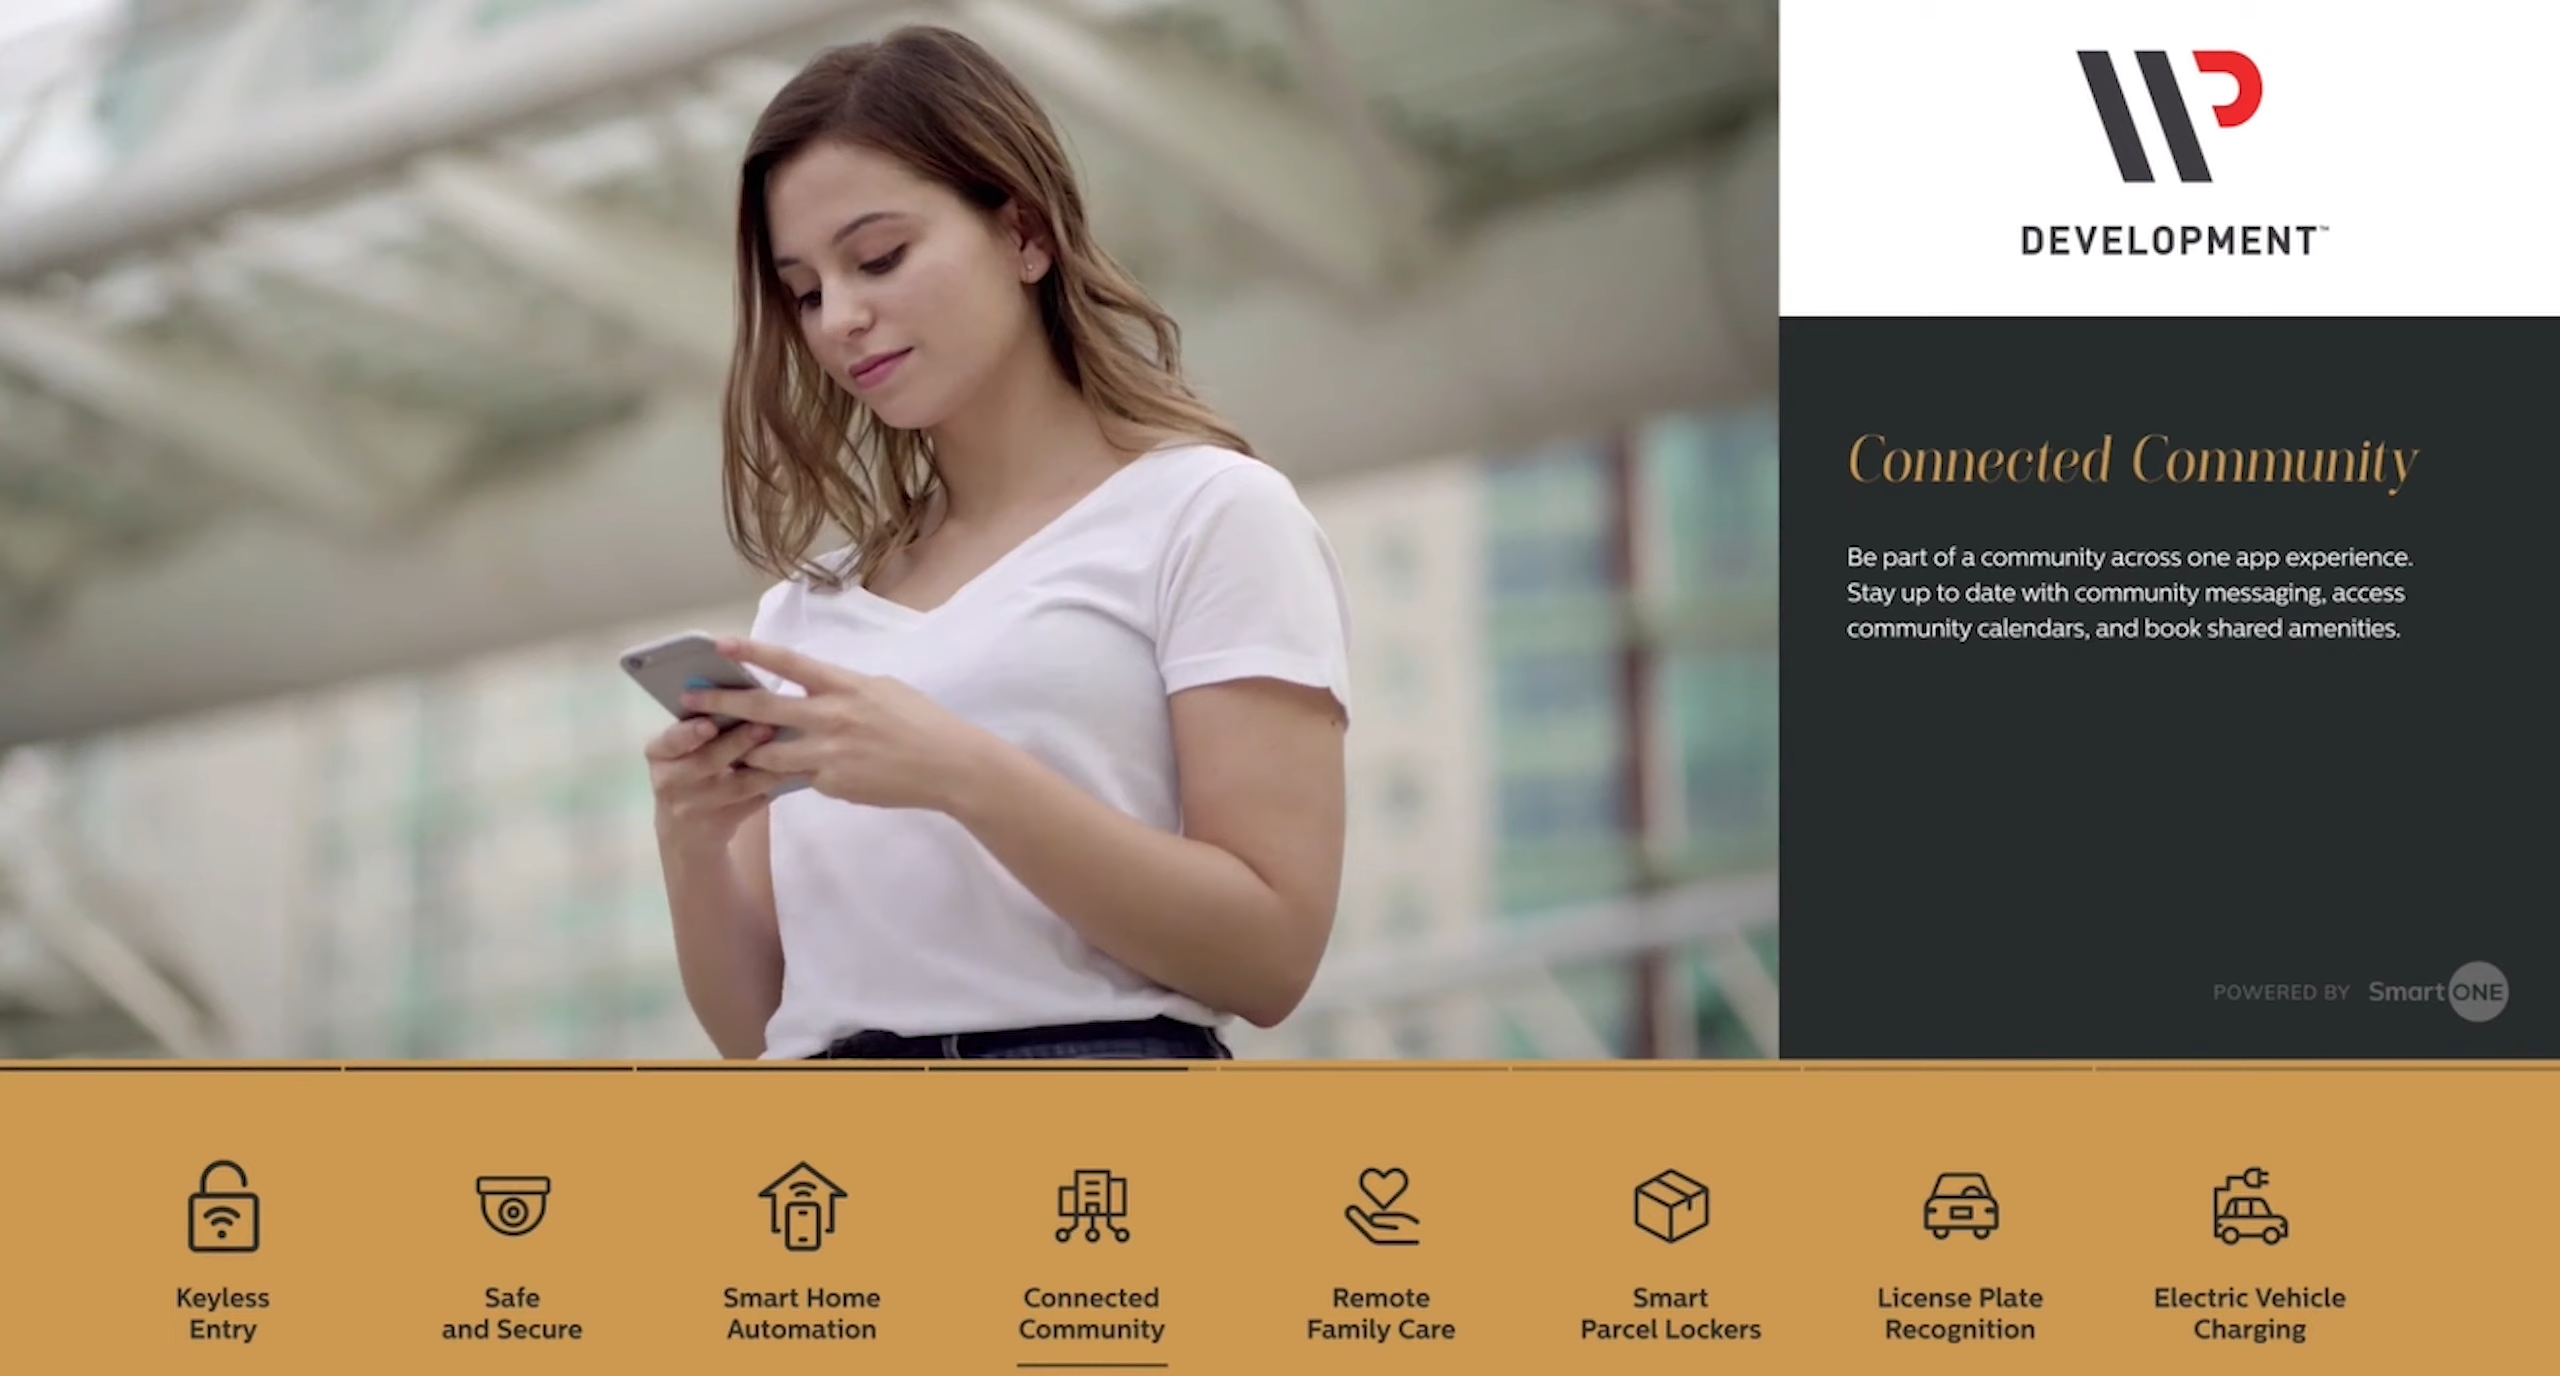 WP
DEVELOPMENT™
Connected Community
Be part of a community across one app experience.
Stay up to date with community messaging, access
community calendars, and book shared amenities.
POWERED BY SmartONE
Keyless
Entry
Safe
and Secure
Smart Home
Automation
Connected
Community
Remote
Family Care
Smart
Parcel Lockers
License Plate
Recognition
Electric Vehicle
Charging